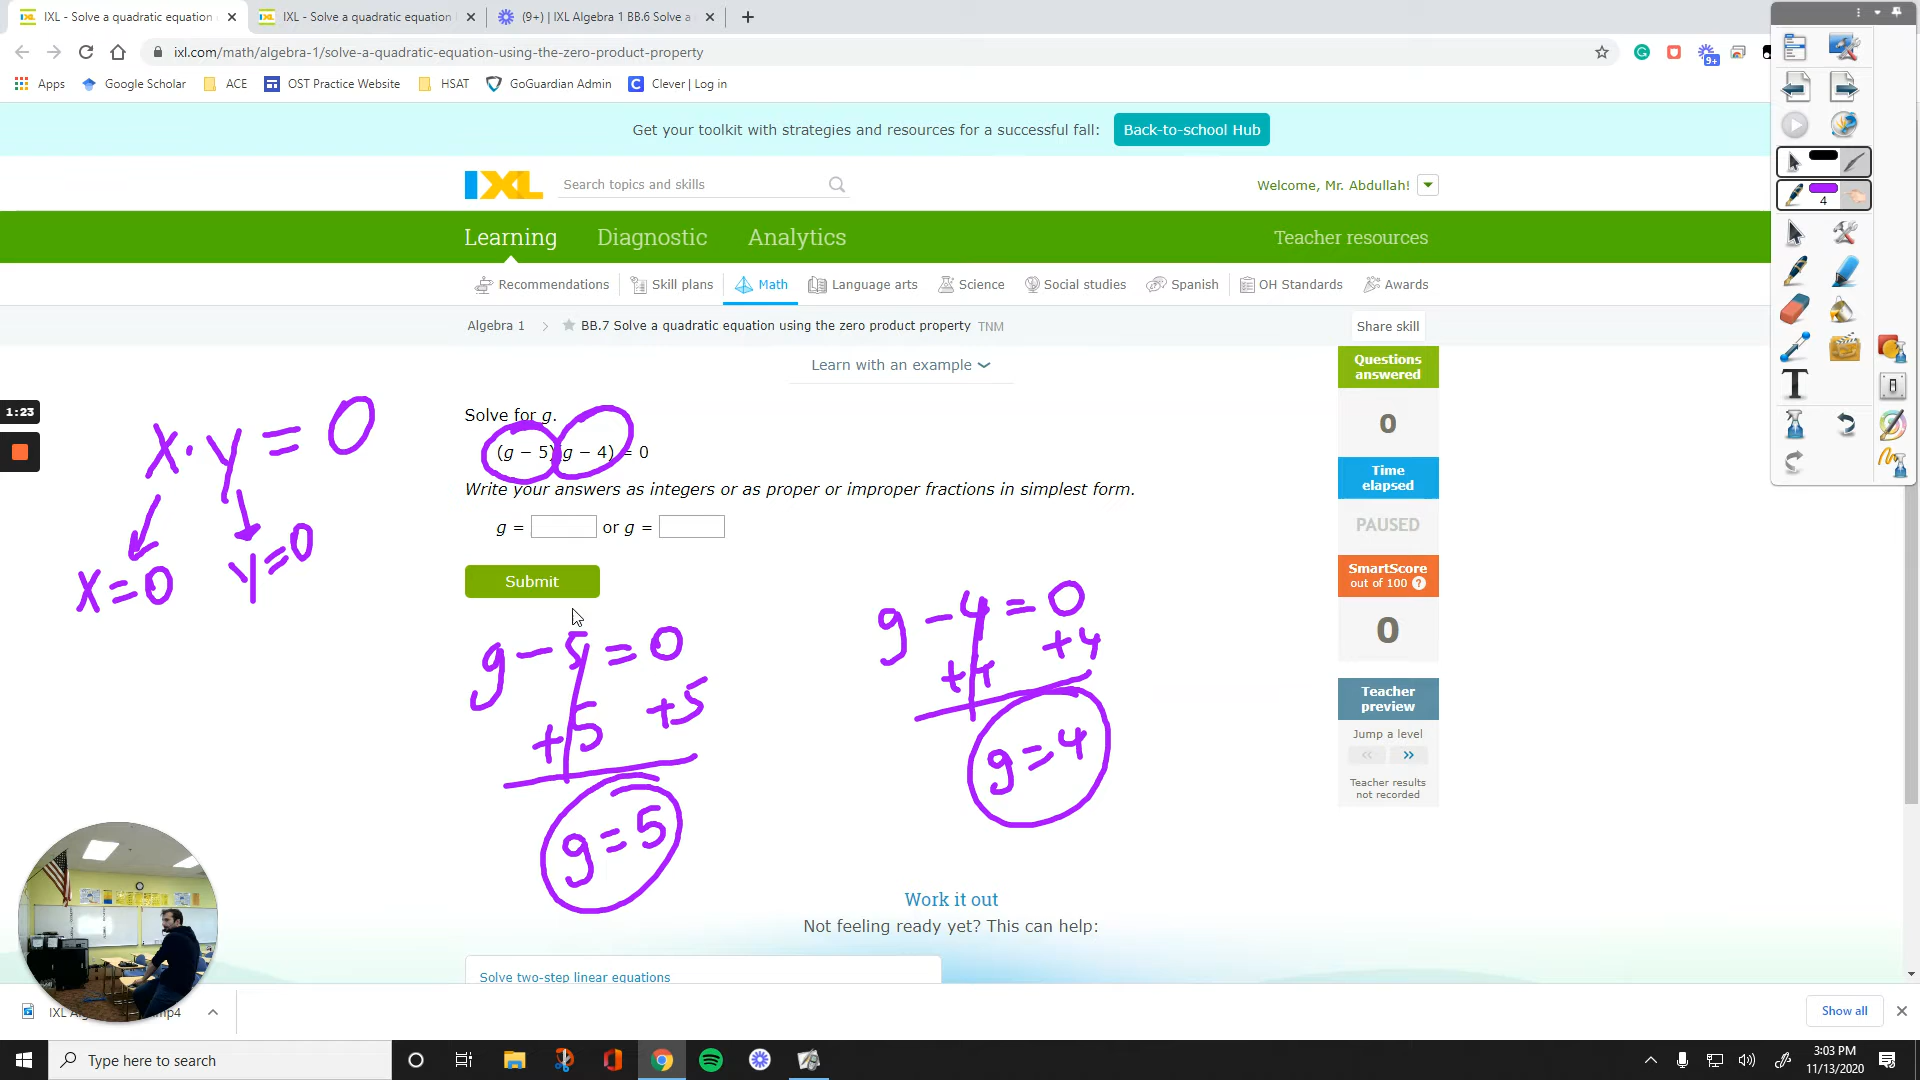 IXL - Solve a quadratic equation
IXL - Solve a quadratic equation
(9+) | IXL Algebra 1 BB.6 Solve a
ixl.com/math/algebra-1/solve-a-quadratic-equation-using-the-zero-product-property
9+
Apps
Google Scholar
ACE
OST Practice Website
HSAT
GoGuardian Admin
Clever | Log in
Get your toolkit with strategies and resources for a successful fall:
Back-to-school Hub
IXL
Search topics and skills
Welcome, Mr. Abdullah!
4
Learning
Diagnostic
Analytics
Teacher resources
Recommendations
Skill plans
Math
Language arts
Science
Social studies
Spanish
OH Standards
Awards
Algebra 1
BB.7 Solve a quadratic equation using the zero product property TNM
Share skill
Learn with an example
Questions answered
0
Time elapsed
PAUSED
SmartScore
out of 100 ?
0
Teacher preview
Jump a level
<< >>
Teacher results not recorded
1:23
x · y = 0
x = 0 y = 0
Solve for g.
(g − 5)(g − 4) = 0
Write your answers as integers or as proper or improper fractions in simplest form.
g = or g =
Submit
g − 5 = 0
+5 +5
g = 5
g − 4 = 0
+4 +4
g = 4
Work it out
Not feeling ready yet? This can help:
Solve two-step linear equations
mp4
Show all
Type here to search
3:03 PM
11/13/2020